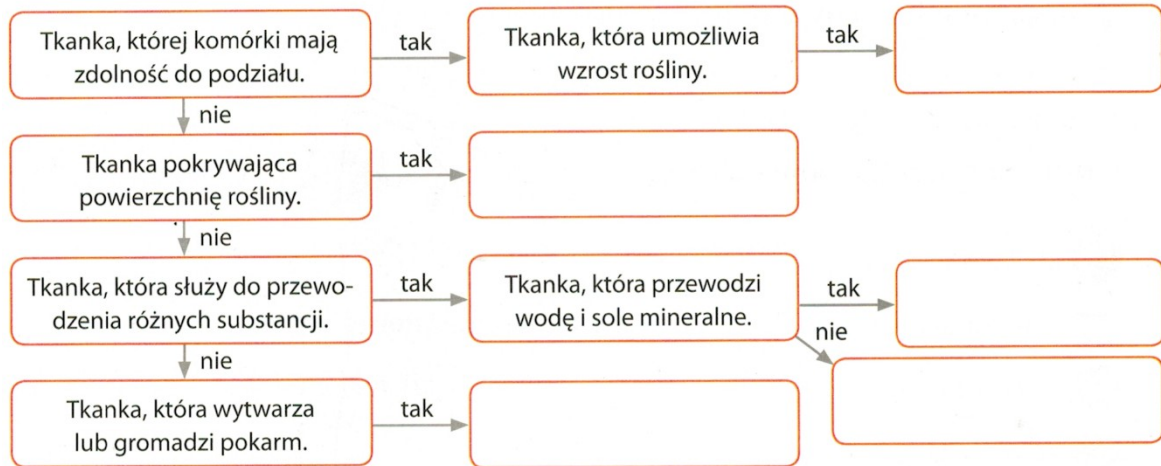 Tkanka, której komórki mają
zdolność do podziału.
tak
Tkanka, która umożliwia
wzrost rośliny.
tak
nie
Tkanka pokrywająca
powierzchnię rośliny.
tak
nie
Tkanka, która służy do przewo-
dzenia różnych substancji.
tak
Tkanka, która przewodzi
wodę i sole mineralne.
tak
nie
nie
Tkanka, która wytwarza
lub gromadzi pokarm.
tak